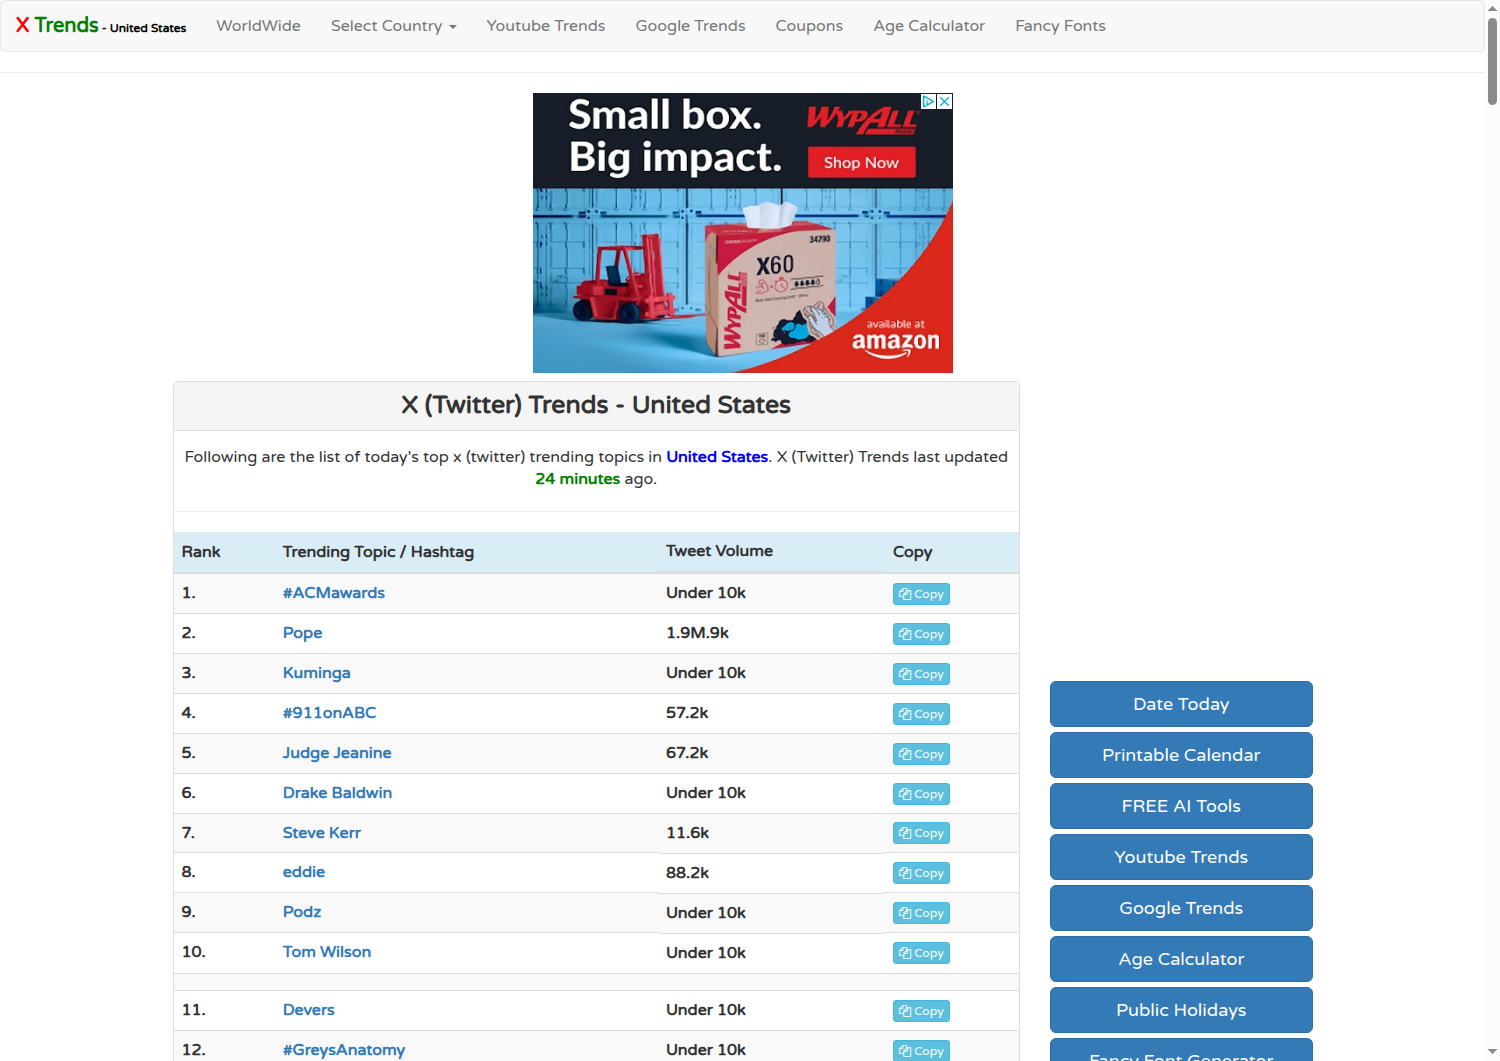 X Trends - United States WorldWide Select Country Youtube Trends Google Trends Coupons Age Calculator Fancy Fonts
Small box.
Big impact.
WYPALL
Shop Now
34790
X60
WYPALL
available at
amazon
X (Twitter) Trends - United States
Following are the list of today's top x (twitter) trending topics in United States. X (Twitter) Trends last updated
24 minutes ago.
Rank Trending Topic / Hashtag Tweet Volume Copy
1. #ACMawards Under 10k Copy
2. Pope 1.9M.9k Copy
3. Kuminga Under 10k Copy
4. #911onABC 57.2k Copy
5. Judge Jeanine 67.2k Copy
6. Drake Baldwin Under 10k Copy
7. Steve Kerr 11.6k Copy
8. eddie 88.2k Copy
9. Podz Under 10k Copy
10. Tom Wilson Under 10k Copy
11. Devers Under 10k Copy
12. #GreysAnatomy Under 10k Copy
Date Today
Printable Calendar
FREE AI Tools
Youtube Trends
Google Trends
Age Calculator
Public Holidays
Fancy Font Generator